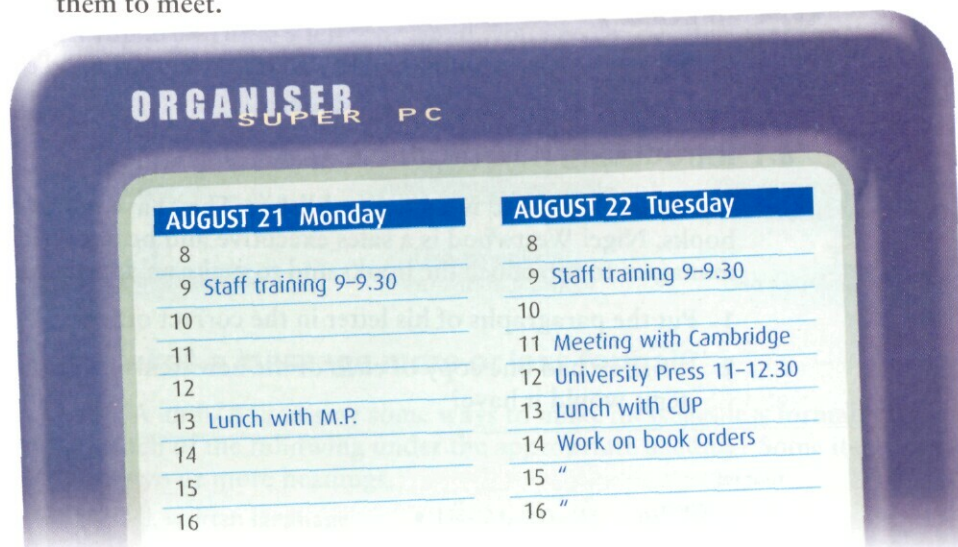 them to meet.
ORGANISER
SUPER PC
AUGUST 21 Monday
8
9 Staff training 9–9.30
10
11
12
13 Lunch with M.P.
14
15
16
AUGUST 22 Tuesday
8
9 Staff training 9–9.30
10
11 Meeting with Cambridge
12 University Press 11–12.30
13 Lunch with CUP
14 Work on book orders
15 "
16 "